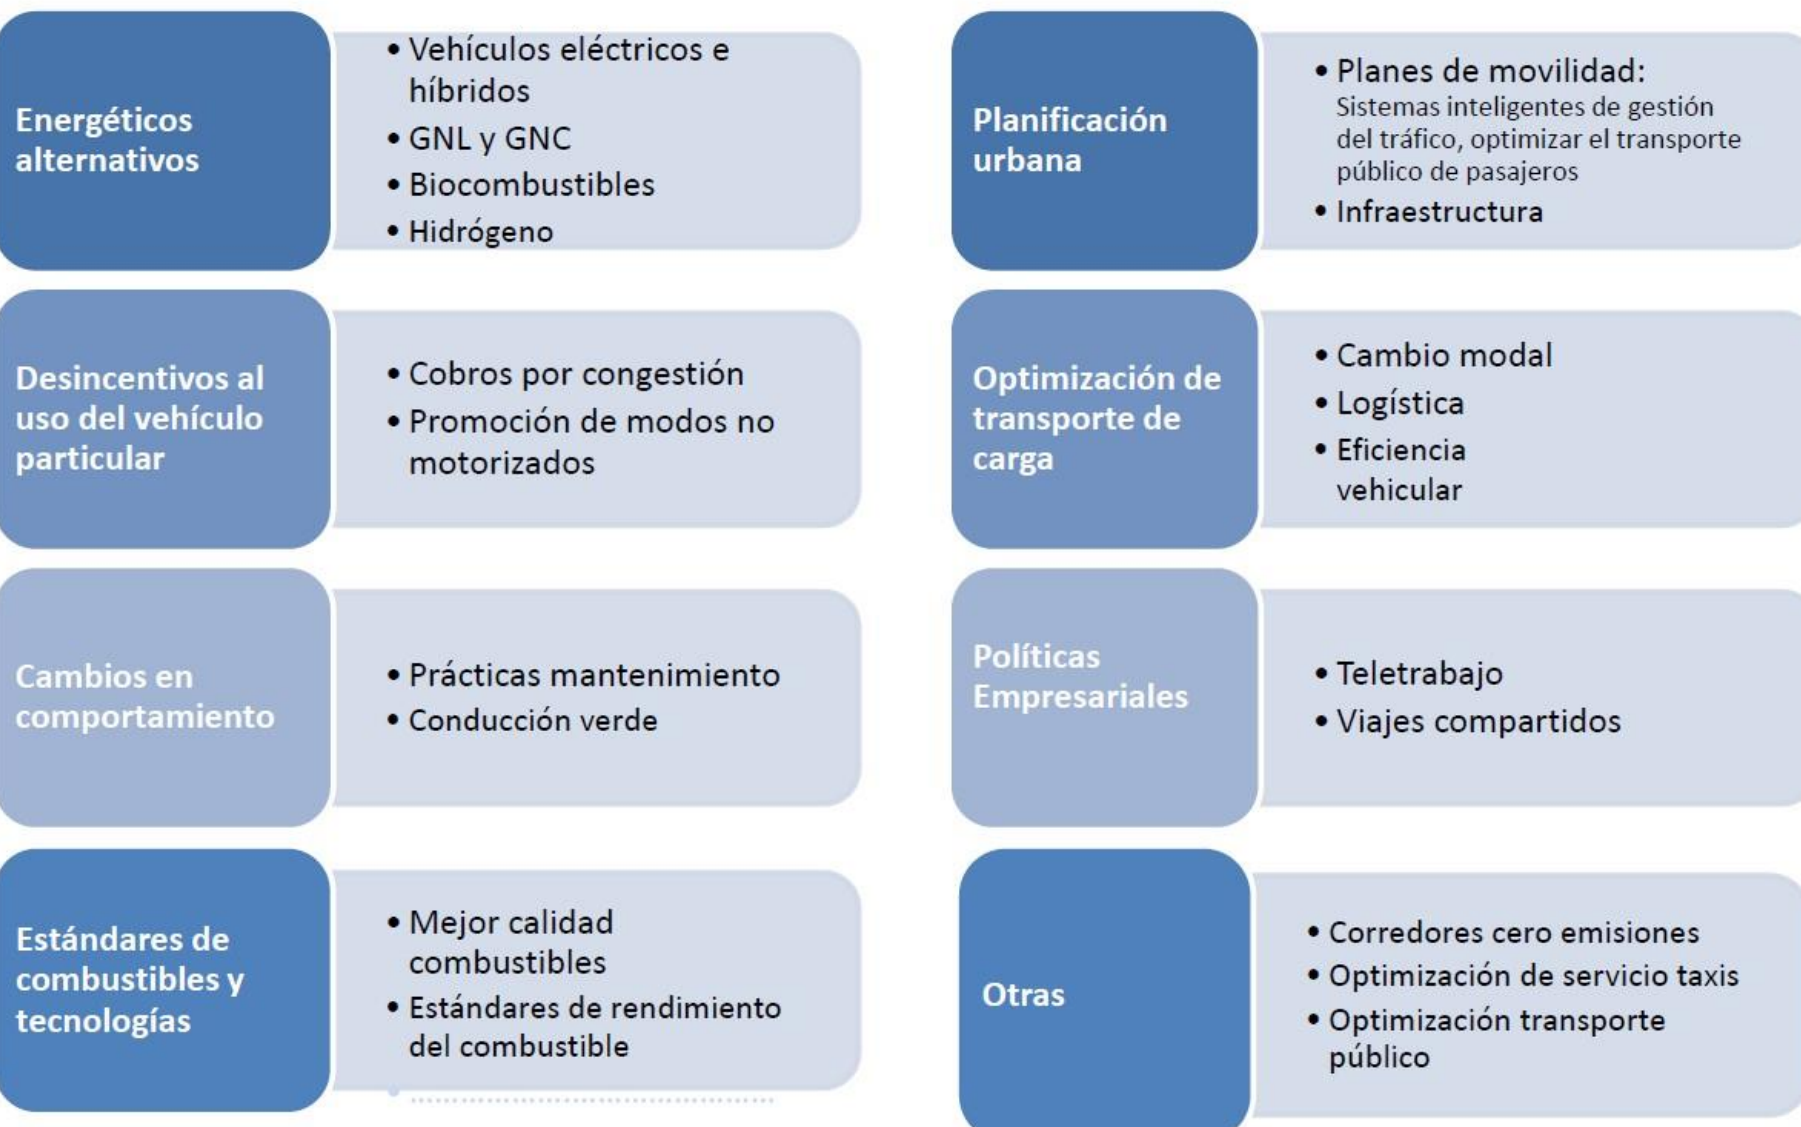 Energéticos
alternativos
• Vehículos eléctricos e
híbridos
• GNL y GNC
• Biocombustibles
• Hidrógeno
Desincentivos al
uso del vehículo
particular
• Cobros por congestión
• Promoción de modos no
motorizados
Cambios en
comportamiento
• Prácticas mantenimiento
• Conducción verde
Estándares de
combustibles y
tecnologías
• Mejor calidad
combustibles
• Estándares de rendimiento
del combustible
Planificación
urbana
• Planes de movilidad:
Sistemas inteligentes de gestión
del tráfico, optimizar el transporte
público de pasajeros
• Infraestructura
Optimización de
transporte de
carga
• Cambio modal
• Logística
• Eficiencia
vehicular
Políticas
Empresariales
• Teletrabajo
• Viajes compartidos
Otras
• Corredores cero emisiones
• Optimización de servicio taxis
• Optimización transporte
público